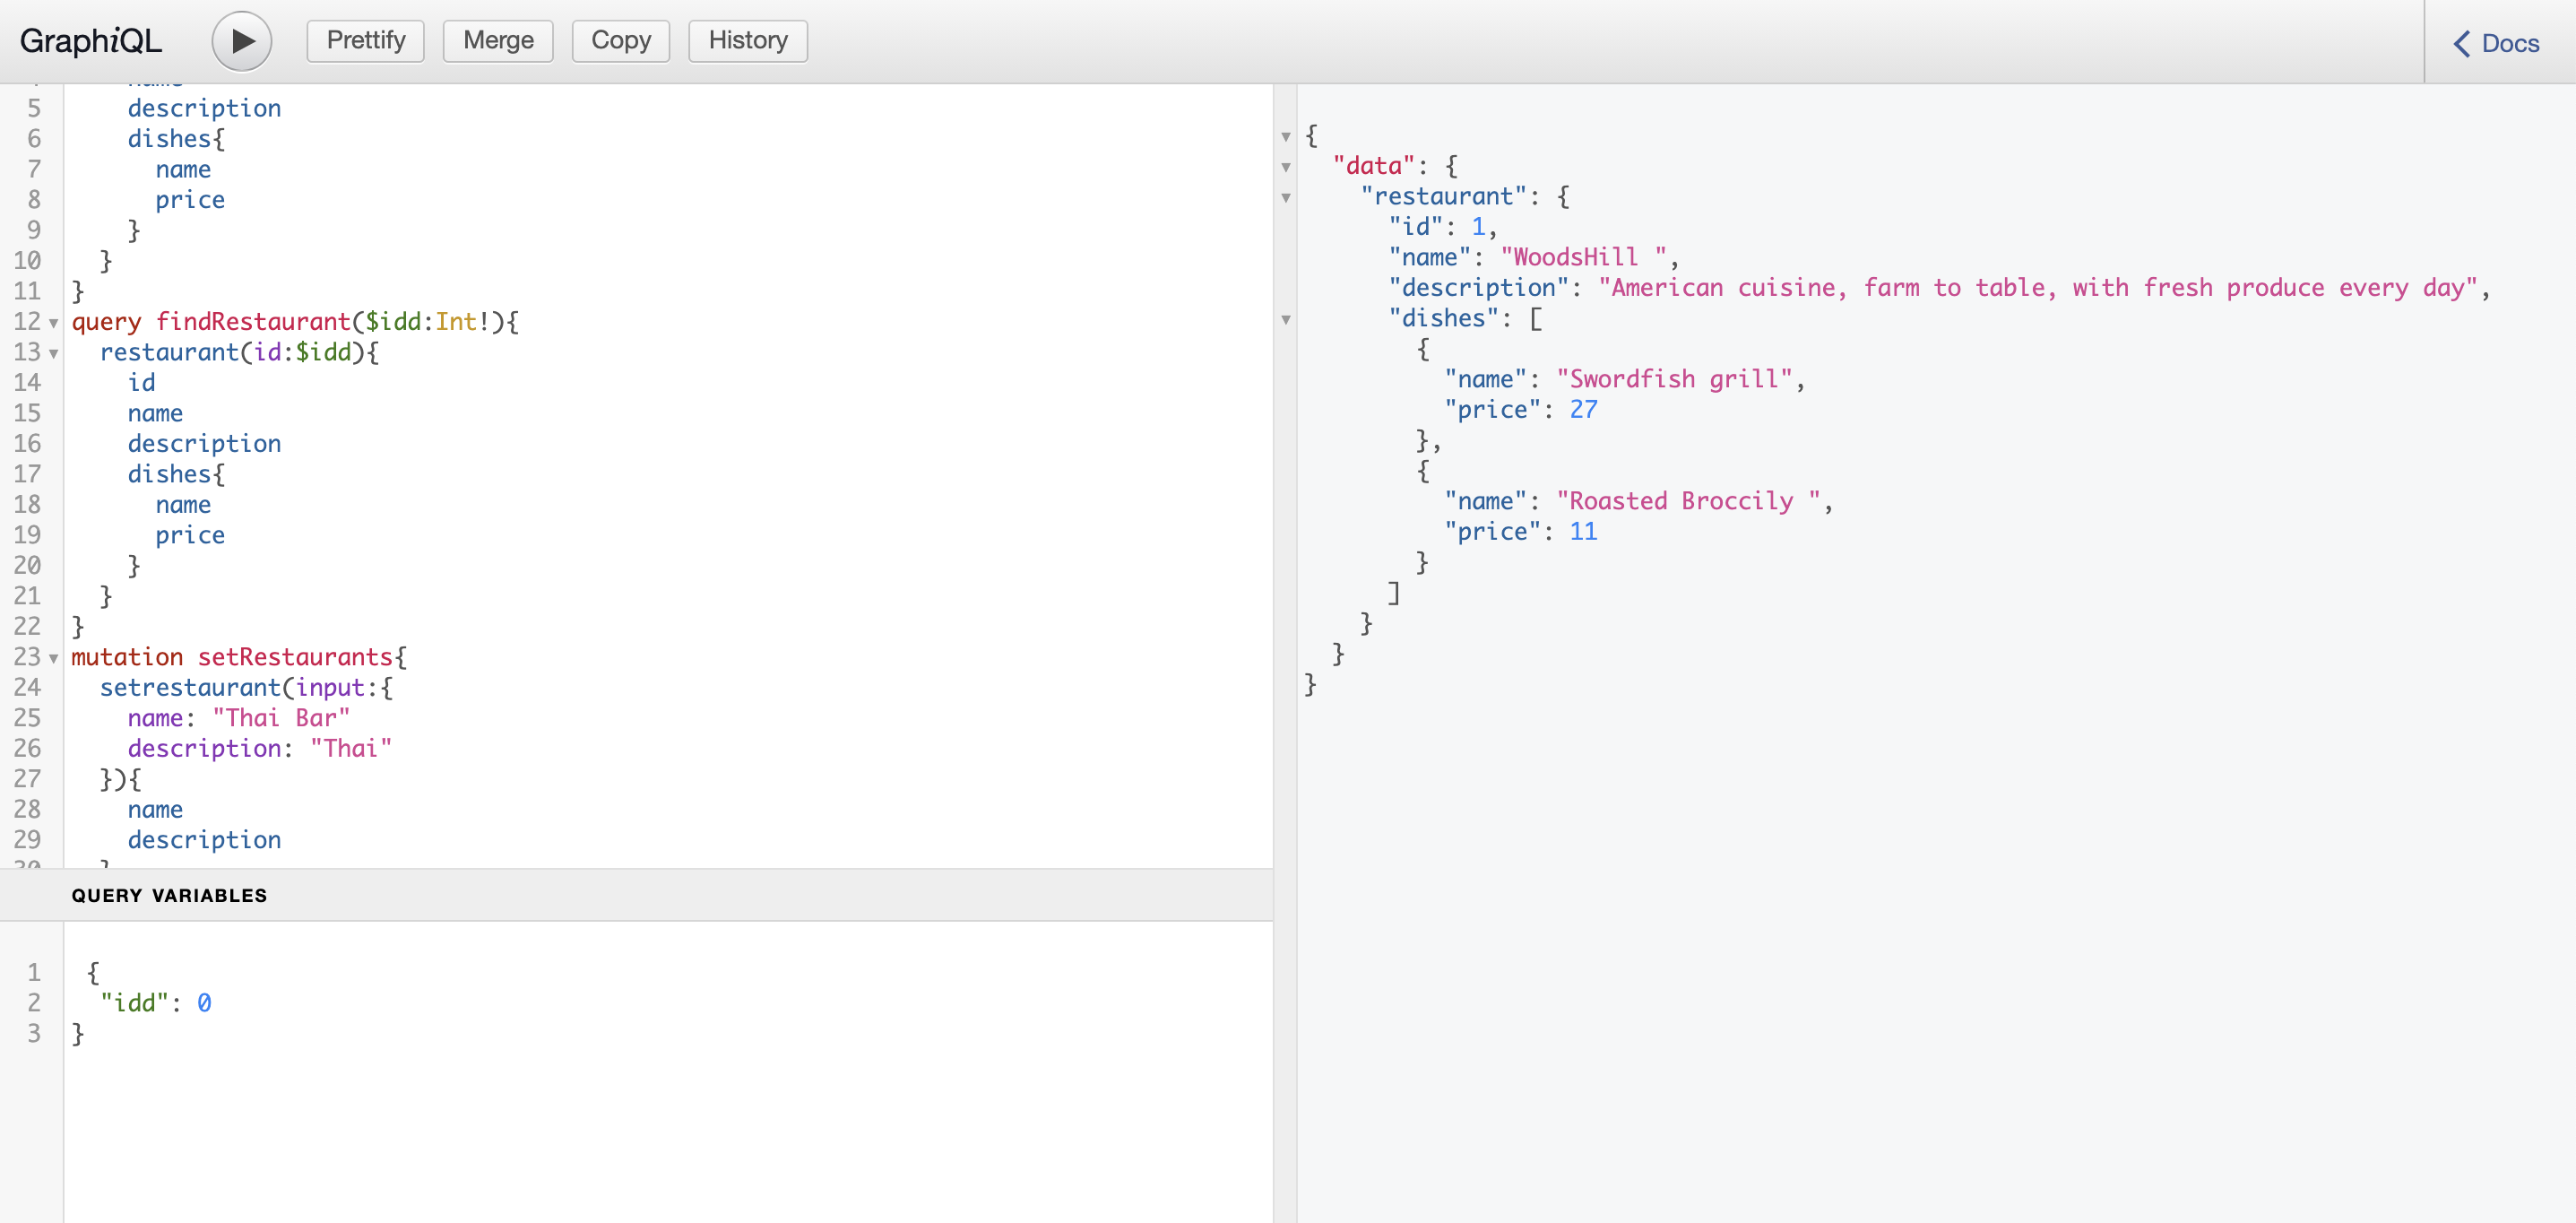 GraphiQL
Prettify
Merge
Copy
History
Docs
name
5 description
6 dishes{
7 name
8 price
9 }
10 }
11 }
12 query findRestaurant($idd:Int!){
13 restaurant(id:$idd){
14 id
15 name
16 description
17 dishes{
18 name
19 price
20 }
21 }
22 }
23 mutation setRestaurants{
24 setrestaurant(input:{
25 name: "Thai Bar"
26 description: "Thai"
27 }){
28 name
29 description
30 }
QUERY VARIABLES
1 {
2 "idd": 0
3 }
{
"data": {
"restaurant": {
"id": 1,
"name": "WoodsHill ",
"description": "American cuisine, farm to table, with fresh produce every day",
"dishes": [
{
"name": "Swordfish grill",
"price": 27
},
{
"name": "Roasted Broccily ",
"price": 11
}
]
}
}
}